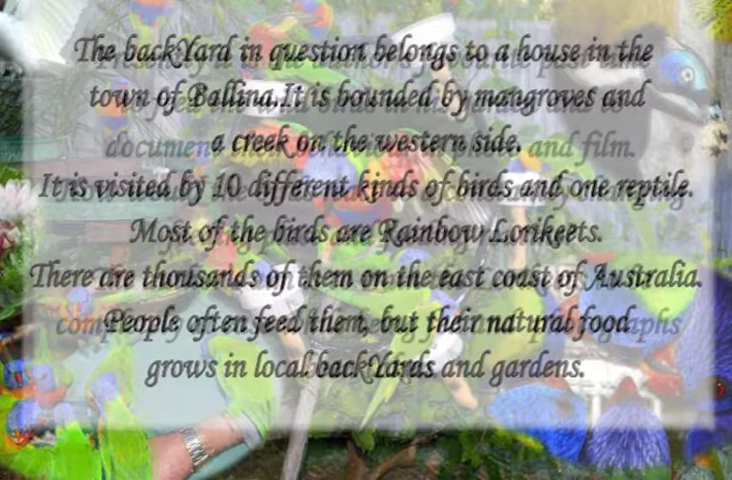 The backYard in question belongs to a house in the
town of Ballina. It is bounded by mangroves and
a creek on the western side.
It is visited by 10 different kinds of birds and one reptile.
Most of the birds are Rainbow Lorikeets.
There are thousands of them on the east coast of Australia.
People often feed them, but their natural food
grows in local backYards and gardens.
and film.